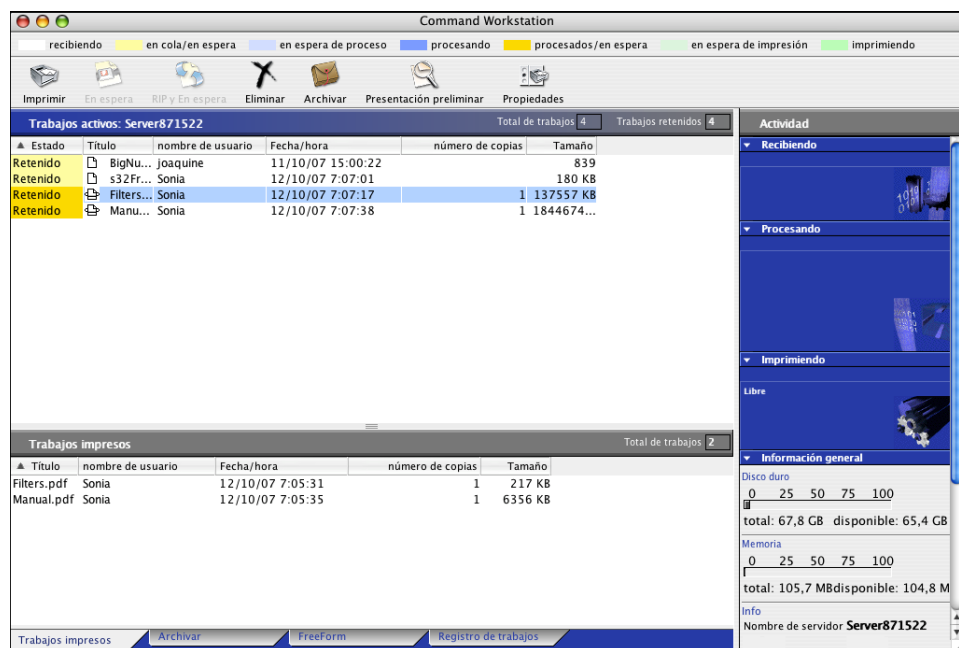 Command Workstation
recibiendo en cola/en espera en espera de proceso procesando procesados/en espera en espera de impresión imprimiendo
Imprimir En espera RIP y En espera Eliminar Archivar Presentación preliminar Propiedades
Trabajos activos: Server871522 Total de trabajos 4 Trabajos retenidos 4
Estado Título nombre de usuario Fecha/hora número de copias Tamaño
Retenido BigNu... joaquine 11/10/07 15:00:22 839
Retenido s32Fr... Sonia 12/10/07 7:07:01 180 KB
Retenido Filters... Sonia 12/10/07 7:07:17 1 137557 KB
Retenido Manu... Sonia 12/10/07 7:07:38 1 1844674...
Trabajos impresos Total de trabajos 2
Título nombre de usuario Fecha/hora número de copias Tamaño
Filters.pdf Sonia 12/10/07 7:05:31 1 217 KB
Manual.pdf Sonia 12/10/07 7:05:35 1 6356 KB
Trabajos impresos Archivar FreeForm Registro de trabajos
Actividad
Recibiendo
Procesando
Imprimiendo
Libre
Información general
Disco duro
0 25 50 75 100
total: 67,8 GB disponible: 65,4 GB
Memoria
0 25 50 75 100
total: 105,7 MBdisponible: 104,8 M
Info
Nombre de servidor Server871522